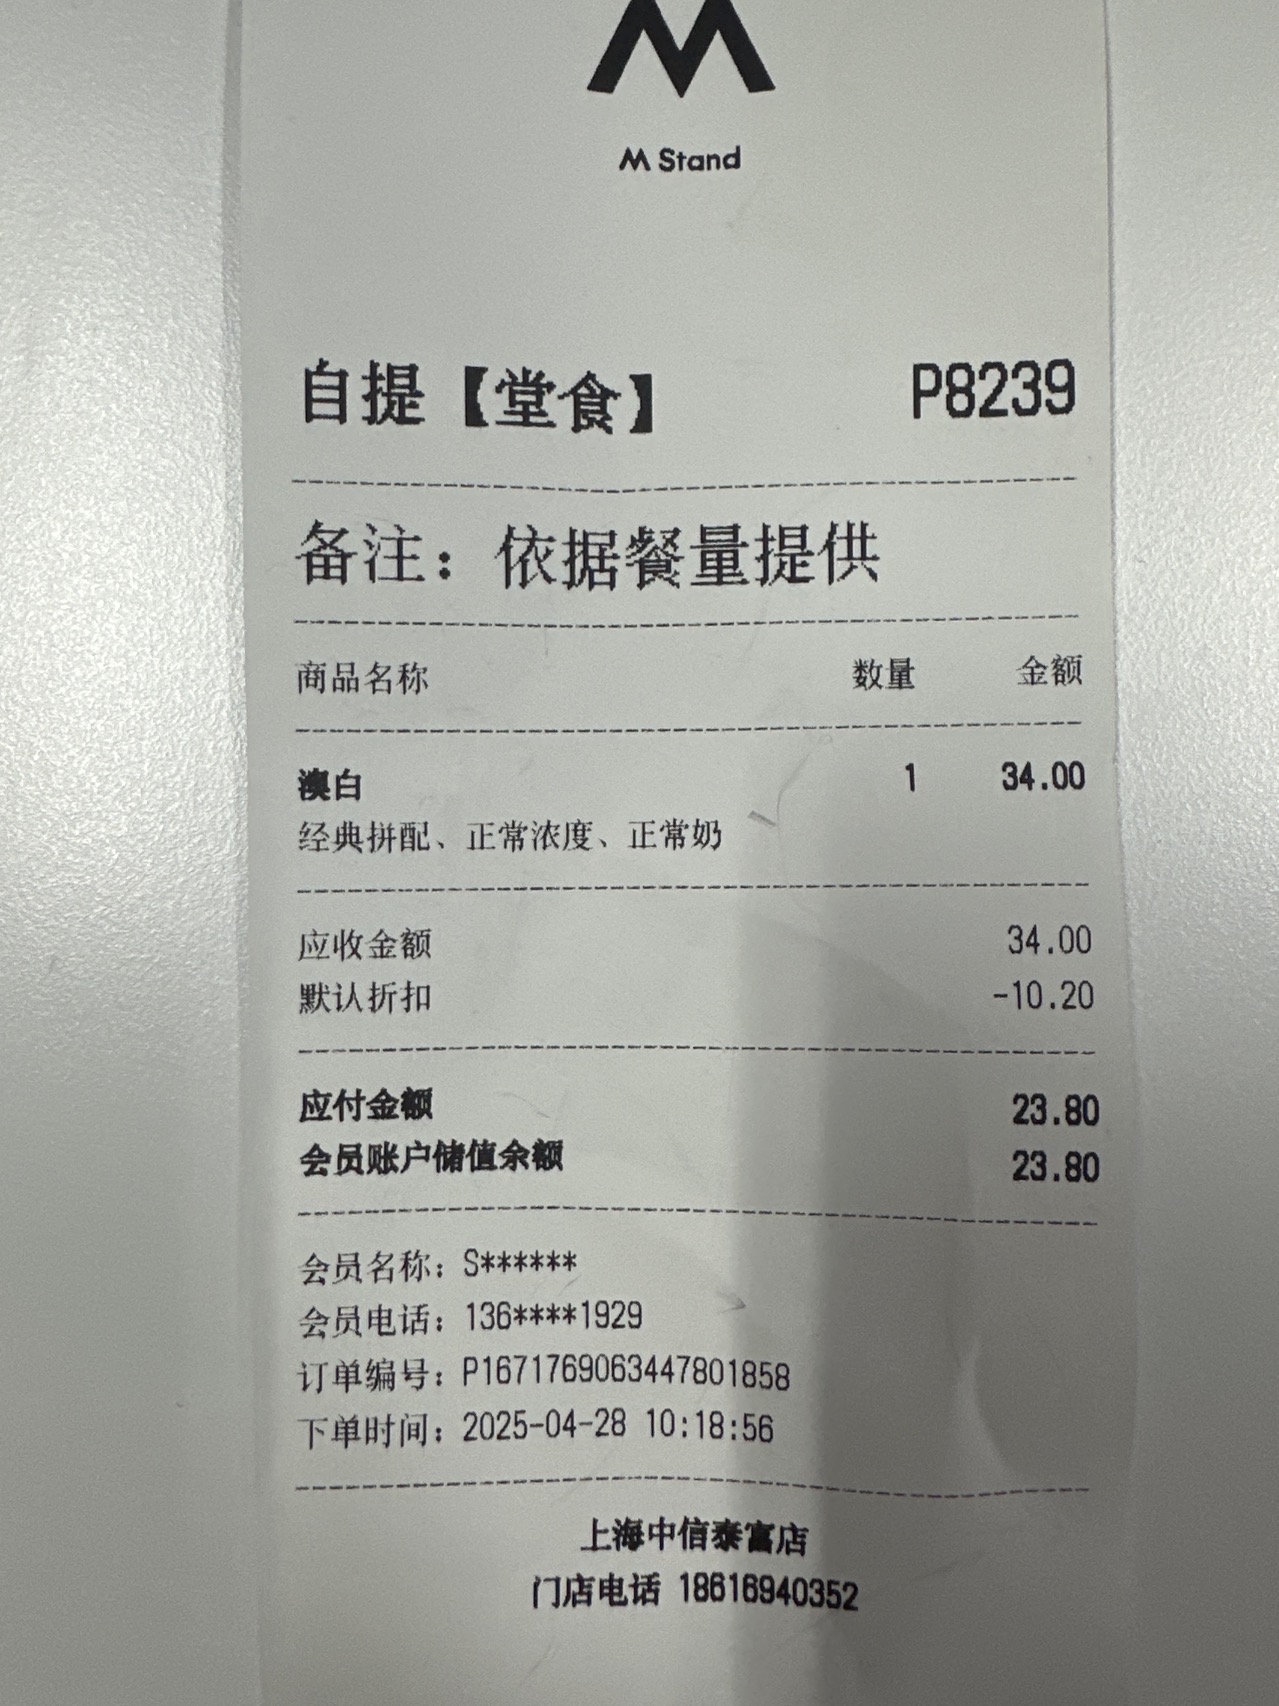 M Stand
自提【堂食】 P8239
备注：依据餐量提供
商品名称 数量 金额
澳白 1 34.00
经典拼配、正常浓度、正常奶
应收金额 34.00
默认折扣 -10.20
应付金额 23.80
会员账户储值余额 23.80
会员名称：S******
会员电话：136****1929
订单编号：P1671769063447801858
下单时间：2025-04-28 10:18:56
上海中信泰富店
门店电话 18616940352